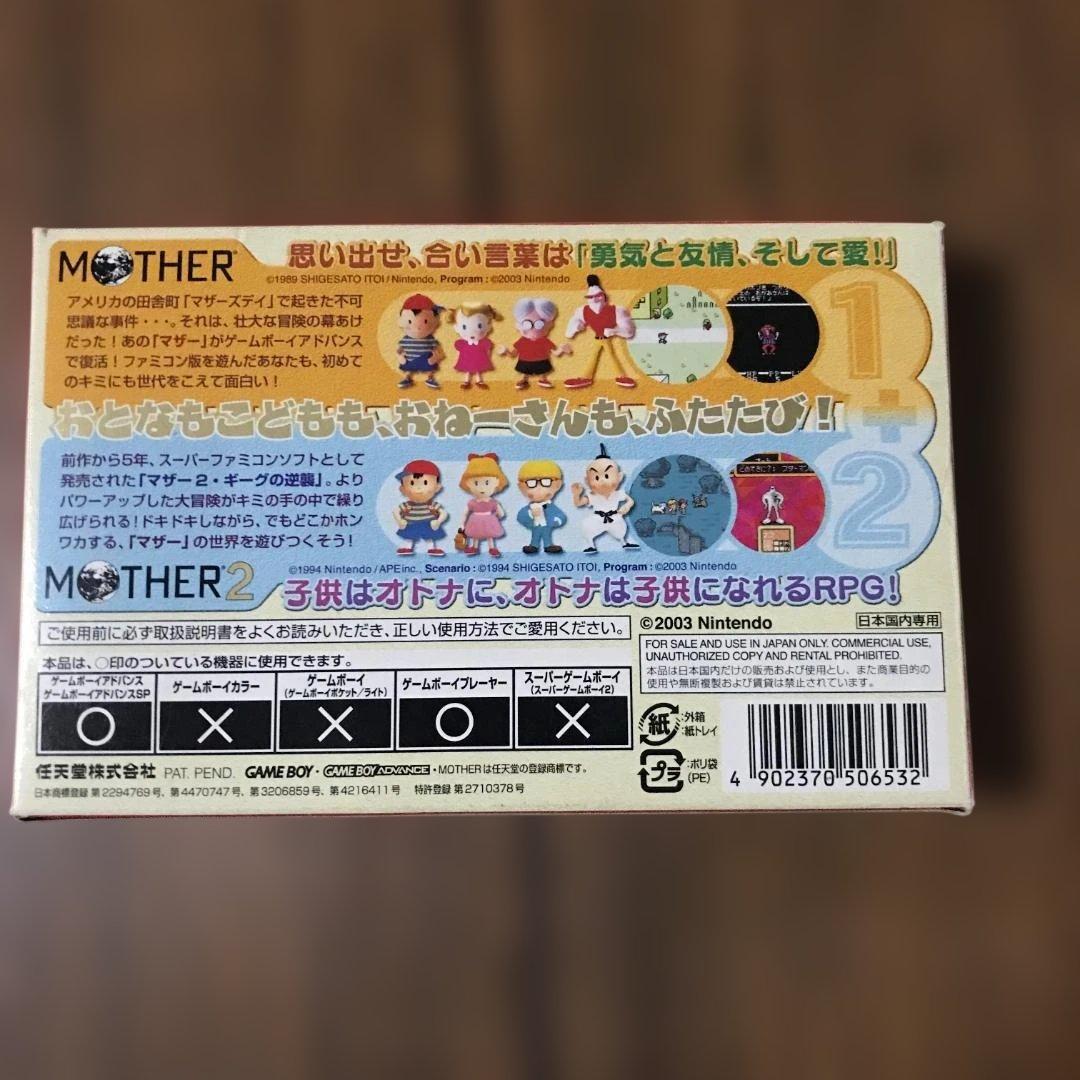 MOTHER®
思い出せ、合い言葉は「勇気と友情、そして愛!」
©1989 SHIGESATO ITOI / Nintendo, Program : ©2003 Nintendo
アメリカの田舎町「マザーズデイ」で起きた不可
思議な事件・・・。それは、壮大な冒険の幕あけ
だった!あの『マザー』がゲームボーイアドバンス
で復活!ファミコン版を遊んだあなたも、初めて
のキミにも世代をこえて面白い!
1
+
おとなもこどもも、おねーさんも、ふたたび!
前作から5年、スーパーファミコンソフトとして
発売された『マザー2・ギーグの逆襲』。より
パワーアップした大冒険がキミの手の中で繰り
広げられる!ドキドキしながら、でもどこかホン
ワカする、『マザー』の世界を遊びつくそう!
2
©1994 Nintendo / APE inc., Scenario : ©1994 SHIGESATO ITOI, Program : ©2003 Nintendo
MOTHER®2
子供はオトナに、オトナは子供になれるRPG!
ご使用前に必ず取扱説明書をよくお読みいただき、正しい使用方法でご愛用ください。
©2003 Nintendo
日本国内専用
FOR SALE AND USE IN JAPAN ONLY. COMMERCIAL USE,
UNAUTHORIZED COPY AND RENTAL PROHIBITED.
本品は日本国内だけの販売および使用とし、また商業目的の
使用や無断複製および賃貸は禁止されています。
本品は、○印のついている機器に使用できます。
ゲームボーイアドバンス
ゲームボーイアドバンスSP
ゲームボーイカラー
ゲームボーイ
(ゲームボーイポケット/ライト)
ゲームボーイプレーヤー
スーパーゲームボーイ
(スーパーゲームボーイ2)
○ × × ○ ×
紙 :外箱
:紙トレイ
プラ :ポリ袋
(PE)
4 902370 506532
任天堂株式会社 PAT. PEND. GAME BOY・GAME BOY ADVANCE・MOTHERは任天堂の登録商標です。
日本商標登録 第2294769号、第4470747号、第3206859号、第4216411号 特許登録 第2710378号